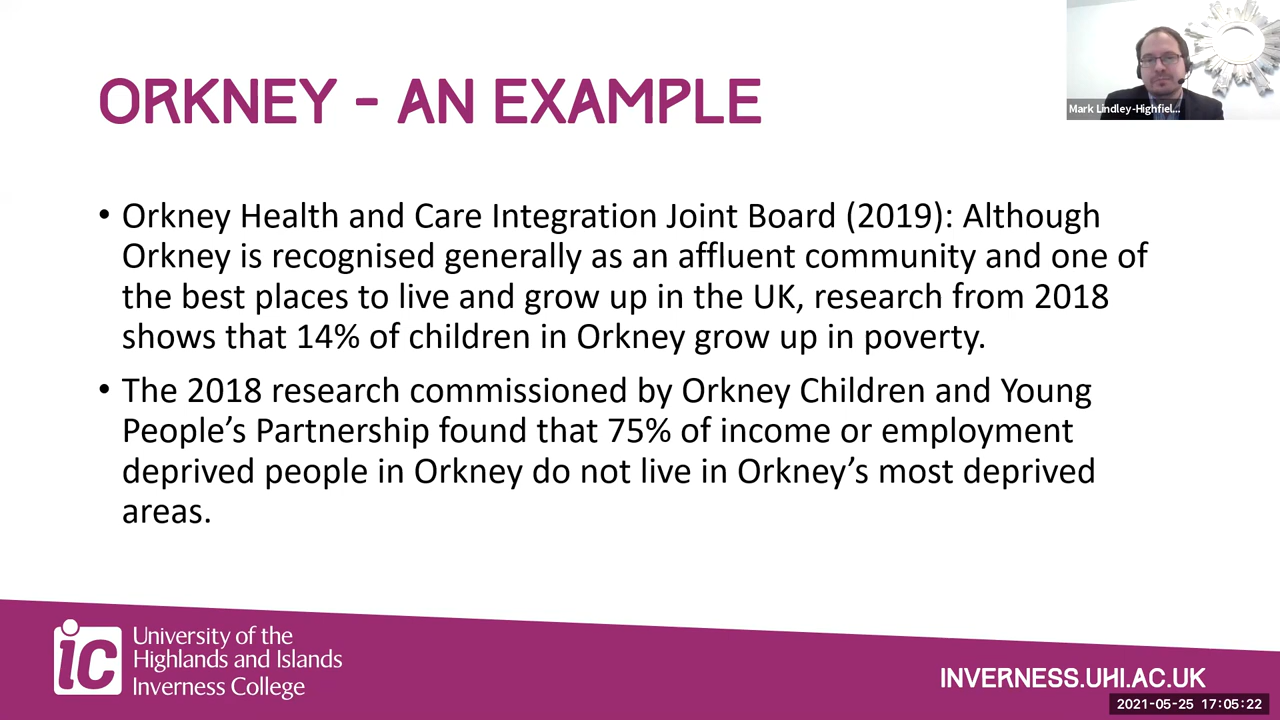 ORKNEY - AN EXAMPLE
Mark Lindley-Highfiel...
• Orkney Health and Care Integration Joint Board (2019): Although
Orkney is recognised generally as an affluent community and one of
the best places to live and grow up in the UK, research from 2018
shows that 14% of children in Orkney grow up in poverty.
• The 2018 research commissioned by Orkney Children and Young
People’s Partnership found that 75% of income or employment
deprived people in Orkney do not live in Orkney’s most deprived
areas.
ic
University of the
Highlands and Islands
Inverness College
INVERNESS.UHI.AC.UK
2021-05-25 17:05:22